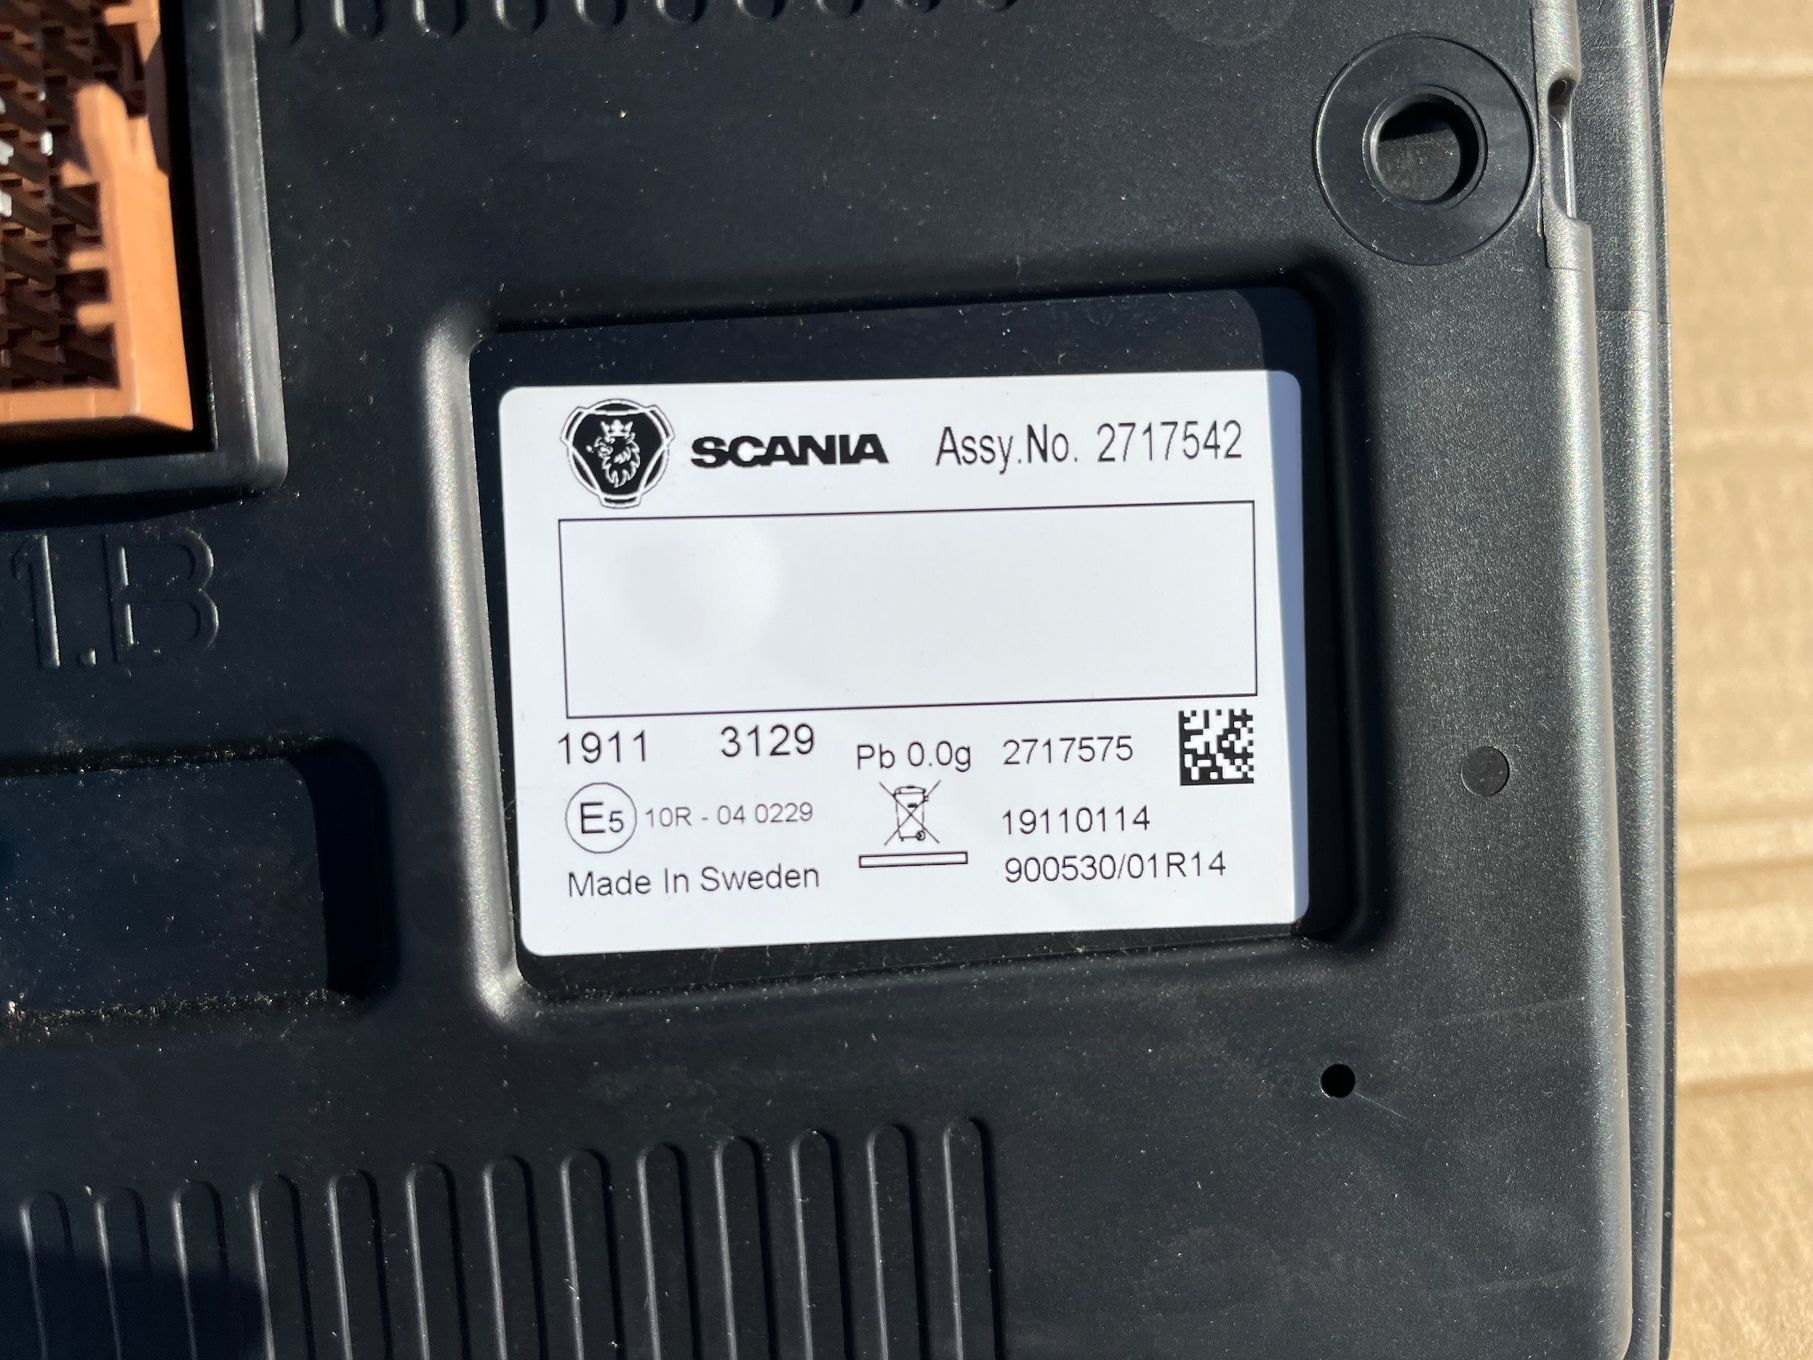 SCANIA Assy.No. 2717542
1911 3129 Pb 0.0g 2717575
E5 10R - 04 0229 19110114
Made In Sweden 900530/01R14
1.B